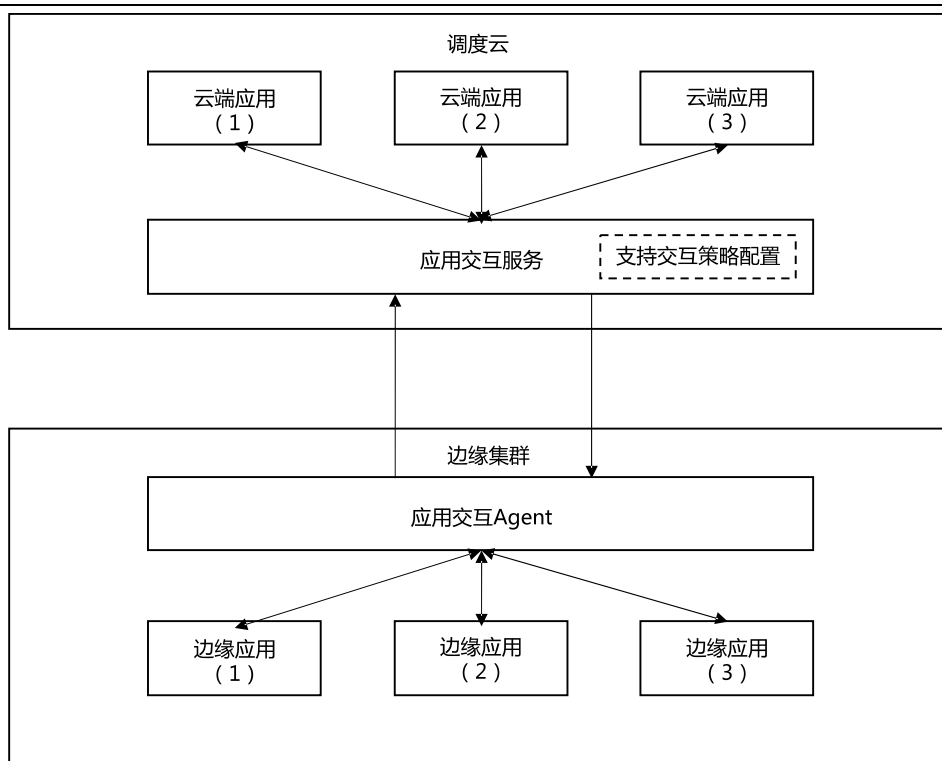 调度云
云端应用
（1）
云端应用
（2）
云端应用
（3）
应用交互服务
支持交互策略配置
边缘集群
应用交互Agent
边缘应用
（1）
边缘应用
（2）
边缘应用
（3）